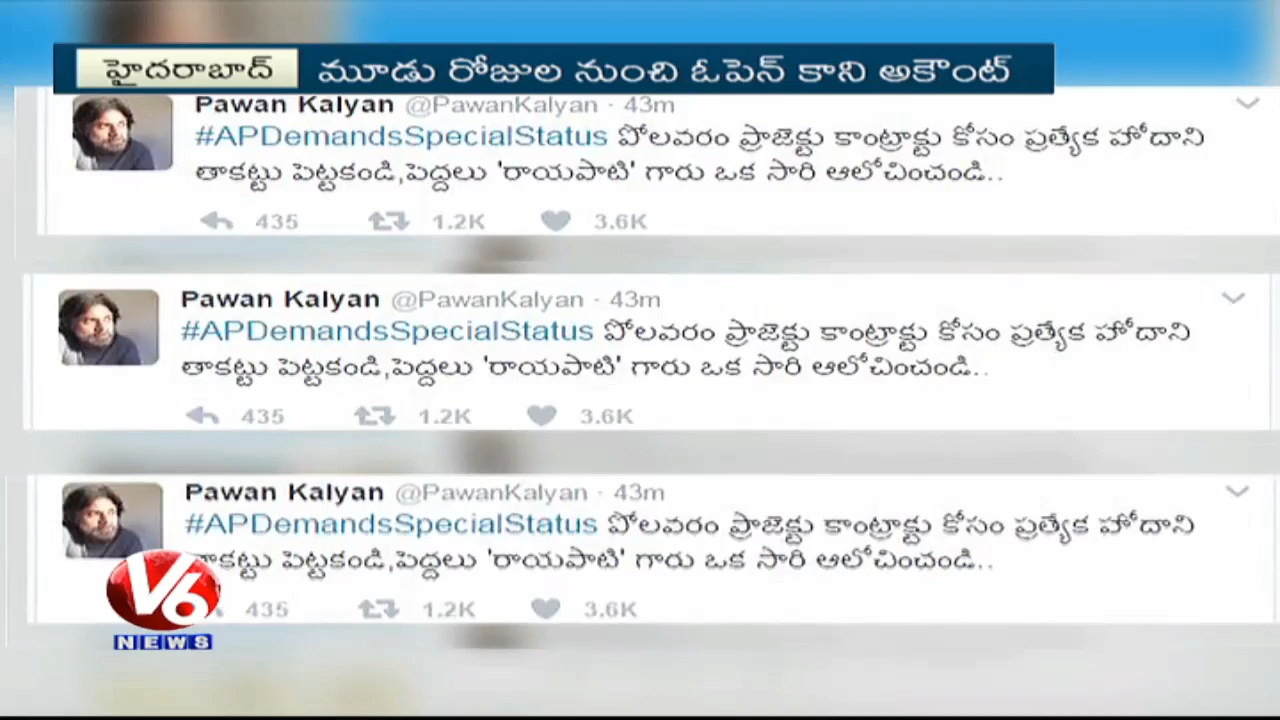 హైదరాబాద్ మూడు రోజుల నుంచి ఓపెన్ కాని అకౌంట్
Pawan Kalyan @PawanKalyan · 43m
#APDemandsSpecialStatus పోలవరం ప్రాజెక్టు కాంట్రాక్టు కోసం ప్రత్యేక హోదాని
తాకట్టు పెట్టకండి,పెద్దలు 'రాయపాటి' గారు ఒక సారి ఆలోచించండి..
435 1.2K 3.6K
Pawan Kalyan @PawanKalyan · 43m
#APDemandsSpecialStatus పోలవరం ప్రాజెక్టు కాంట్రాక్టు కోసం ప్రత్యేక హోదాని
తాకట్టు పెట్టకండి,పెద్దలు 'రాయపాటి' గారు ఒక సారి ఆలోచించండి..
435 1.2K 3.6K
Pawan Kalyan @PawanKalyan · 43m
#APDemandsSpecialStatus పోలవరం ప్రాజెక్టు కాంట్రాక్టు కోసం ప్రత్యేక హోదాని
తాకట్టు పెట్టకండి,పెద్దలు 'రాయపాటి' గారు ఒక సారి ఆలోచించండి..
435 1.2K 3.6K
V6
NEWS